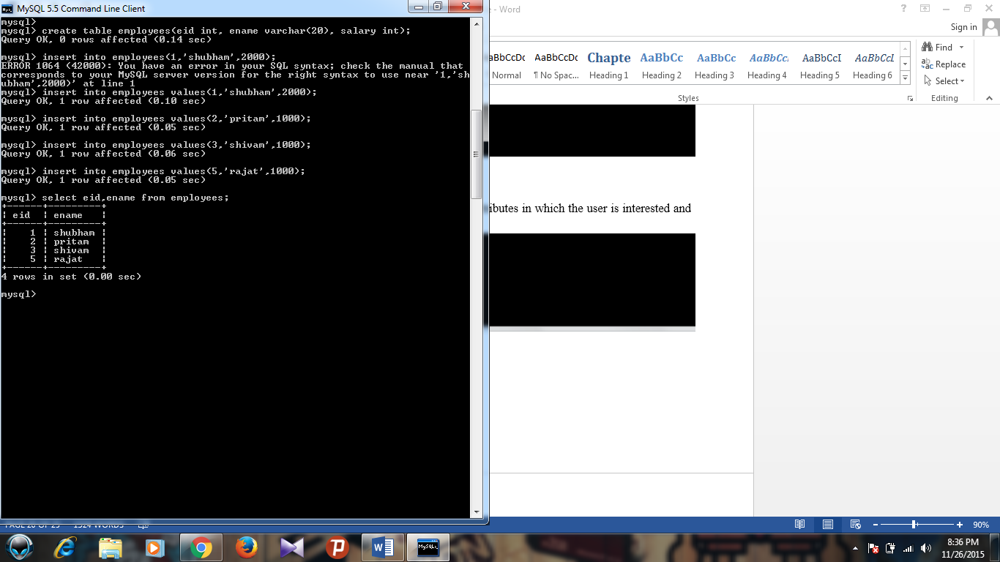 MySQL 5.5 Command Line Client
mysql>
mysql> create table employees(eid int, ename varchar(20), salary int);
Query OK, 0 rows affected (0.14 sec)
mysql> insert into employees(1,'shubham',2000);
ERROR 1064 (42000): You have an error in your SQL syntax; check the manual that
corresponds to your MySQL server version for the right syntax to use near '1,'sh
ubham',2000)' at line 1
mysql> insert into employees values(1,'shubham',2000);
Query OK, 1 row affected (0.10 sec)
mysql> insert into employees values(2,'pritam',1000);
Query OK, 1 row affected (0.05 sec)
mysql> insert into employees values(3,'shivam',1000);
Query OK, 1 row affected (0.06 sec)
mysql> insert into employees values(5,'rajat',1000);
Query OK, 1 row affected (0.05 sec)
mysql> select eid,ename from employees;
+------+---------+
| eid | ename |
+------+---------+
| 1 | shubham |
| 2 | pritam |
| 3 | shivam |
| 5 | rajat |
+------+---------+
4 rows in set (0.00 sec)
mysql>
e - Word
Sign in
AaBbCcDc AaBbCcDc Chapte AaBbCc AaBbCc AaBbCc AaBbCcI AaBbCcI
Normal ¶ No Spac... Heading 1 Heading 2 Heading 3 Heading 4 Heading 5 Heading 6
Styles
Find
Replace
Select
Editing
ibutes in which the user is interested and
PAGE 20 OF 25 1524 WORDS
90%
8:36 PM
11/26/2015